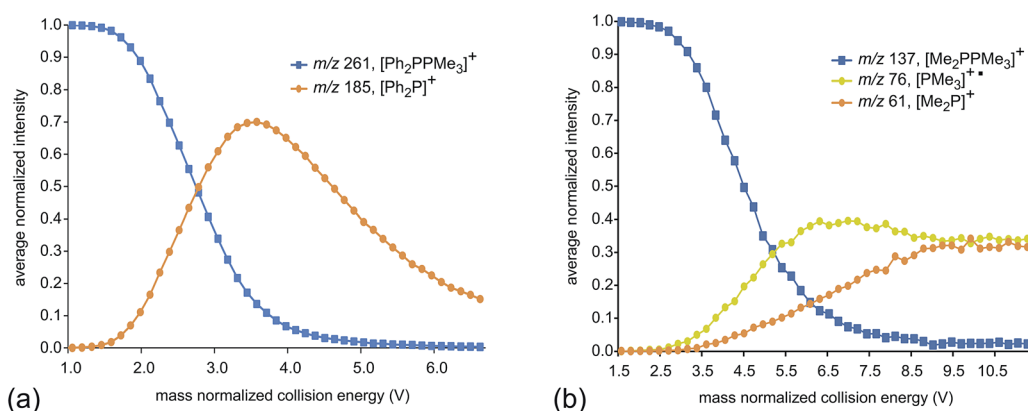 1.0
0.9
0.8
0.7
0.6
0.5
0.4
0.3
0.2
0.1
0.0
average normalized intensity
m/z 261, [Ph2PPMe3]+
m/z 185, [Ph2P]+
1.0 2.0 3.0 4.0 5.0 6.0
mass normalized collision energy (V)
(a)
1.0
0.9
0.8
0.7
0.6
0.5
0.4
0.3
0.2
0.1
0.0
average normalized intensity
m/z 137, [Me2PPMe3]+
m/z 76, [PMe3]+•
m/z 61, [Me2P]+
1.5 2.5 3.5 4.5 5.5 6.5 7.5 8.5 9.5 10.5
mass normalized collision energy (V)
(b)